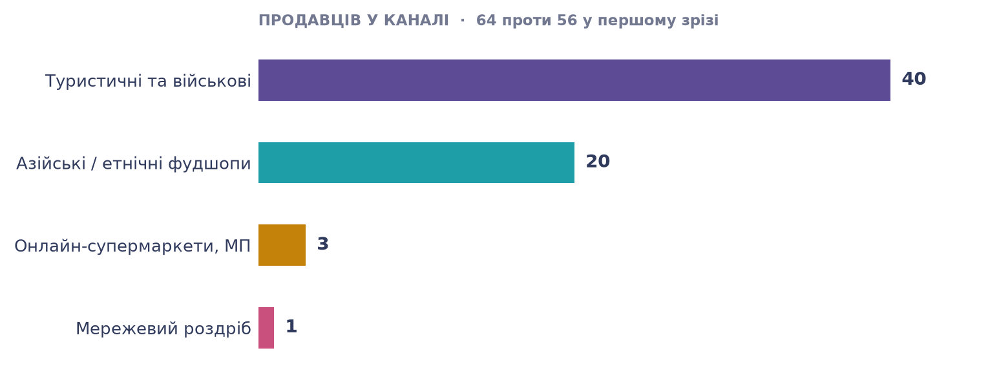 ПРОДАВЦІВ У КАНАЛІ · 64 проти 56 у першому зрізі
Туристичні та військові 40
Азійські / етнічні фудшопи 20
Онлайн-супермаркети, МП 3
Мережевий роздріб 1